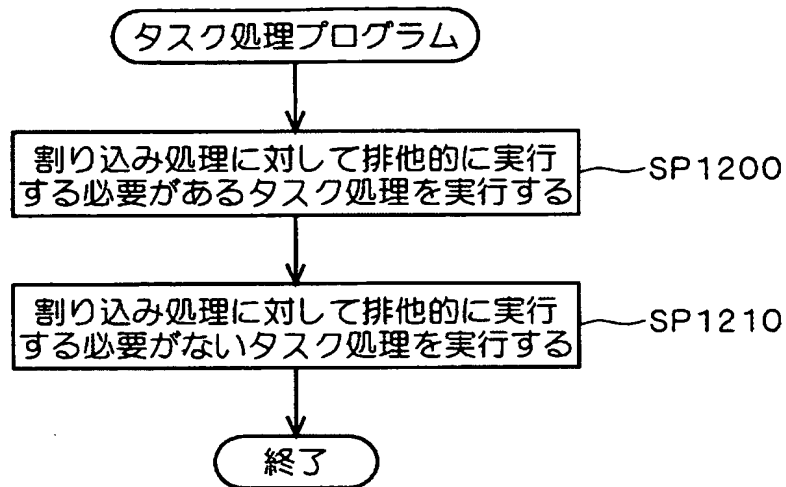 タスク処理プログラム
割り込み処理に対して排他的に実行
する必要があるタスク処理を実行する
SP1200
割り込み処理に対して排他的に実行
する必要がないタスク処理を実行する
SP1210
終了